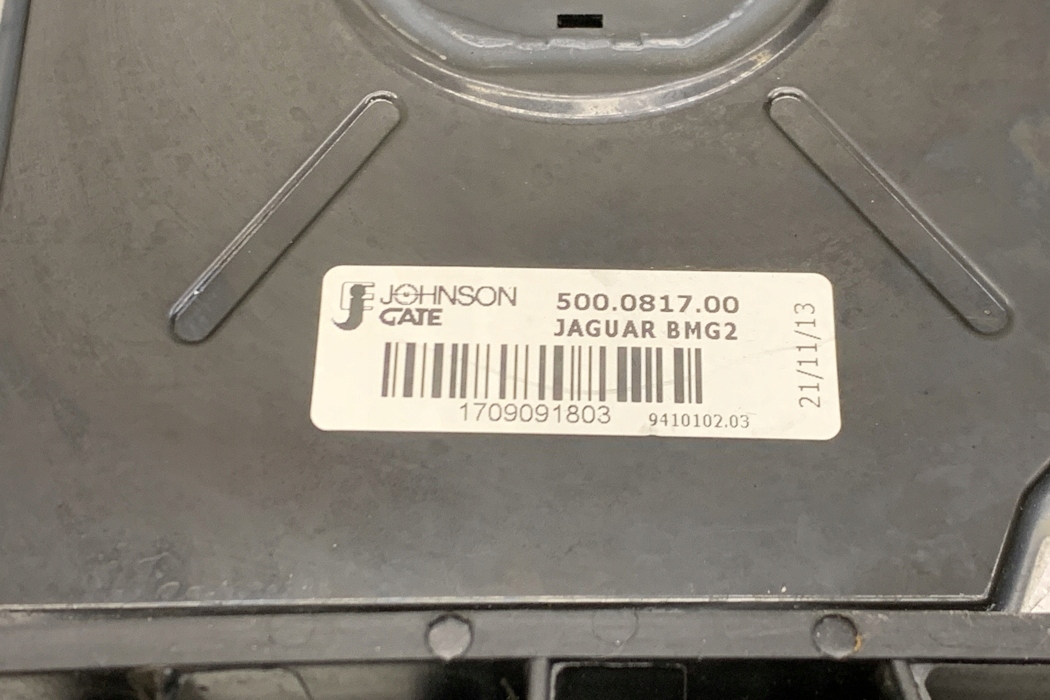 JOHNSON
GATE
500.0817.00
JAGUAR BMG2
1709091803
9410102.03
21/11/13